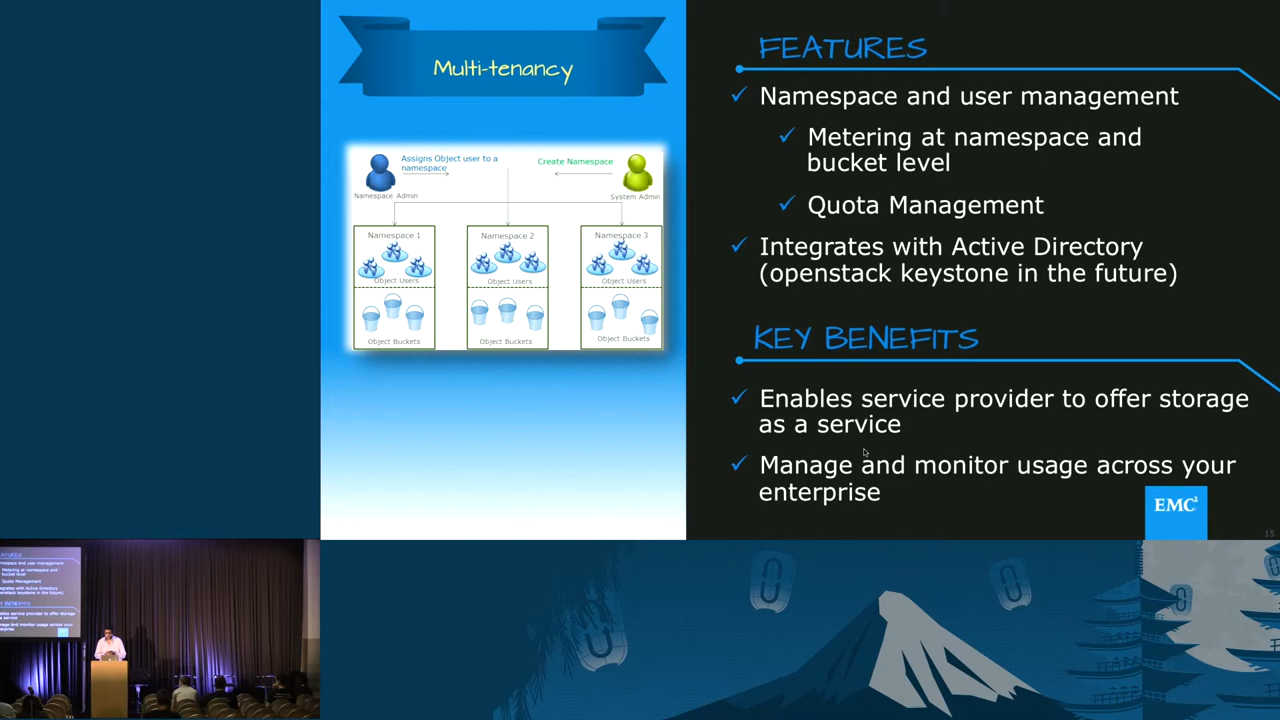 Multi-tenancy
Assigns Object user to a
namespace
Create Namespace
Namespace Admin
System Admin
Namespace 1
Namespace 2
Namespace 3
Object Users
Object Users
Object Users
Object Buckets
Object Buckets
Object Buckets
FEATURES
Namespace and user management
Metering at namespace and
bucket level
Quota Management
Integrates with Active Directory
(openstack keystone in the future)
KEY BENEFITS
Enables service provider to offer storage
as a service
Manage and monitor usage across your
enterprise
EMC²
15